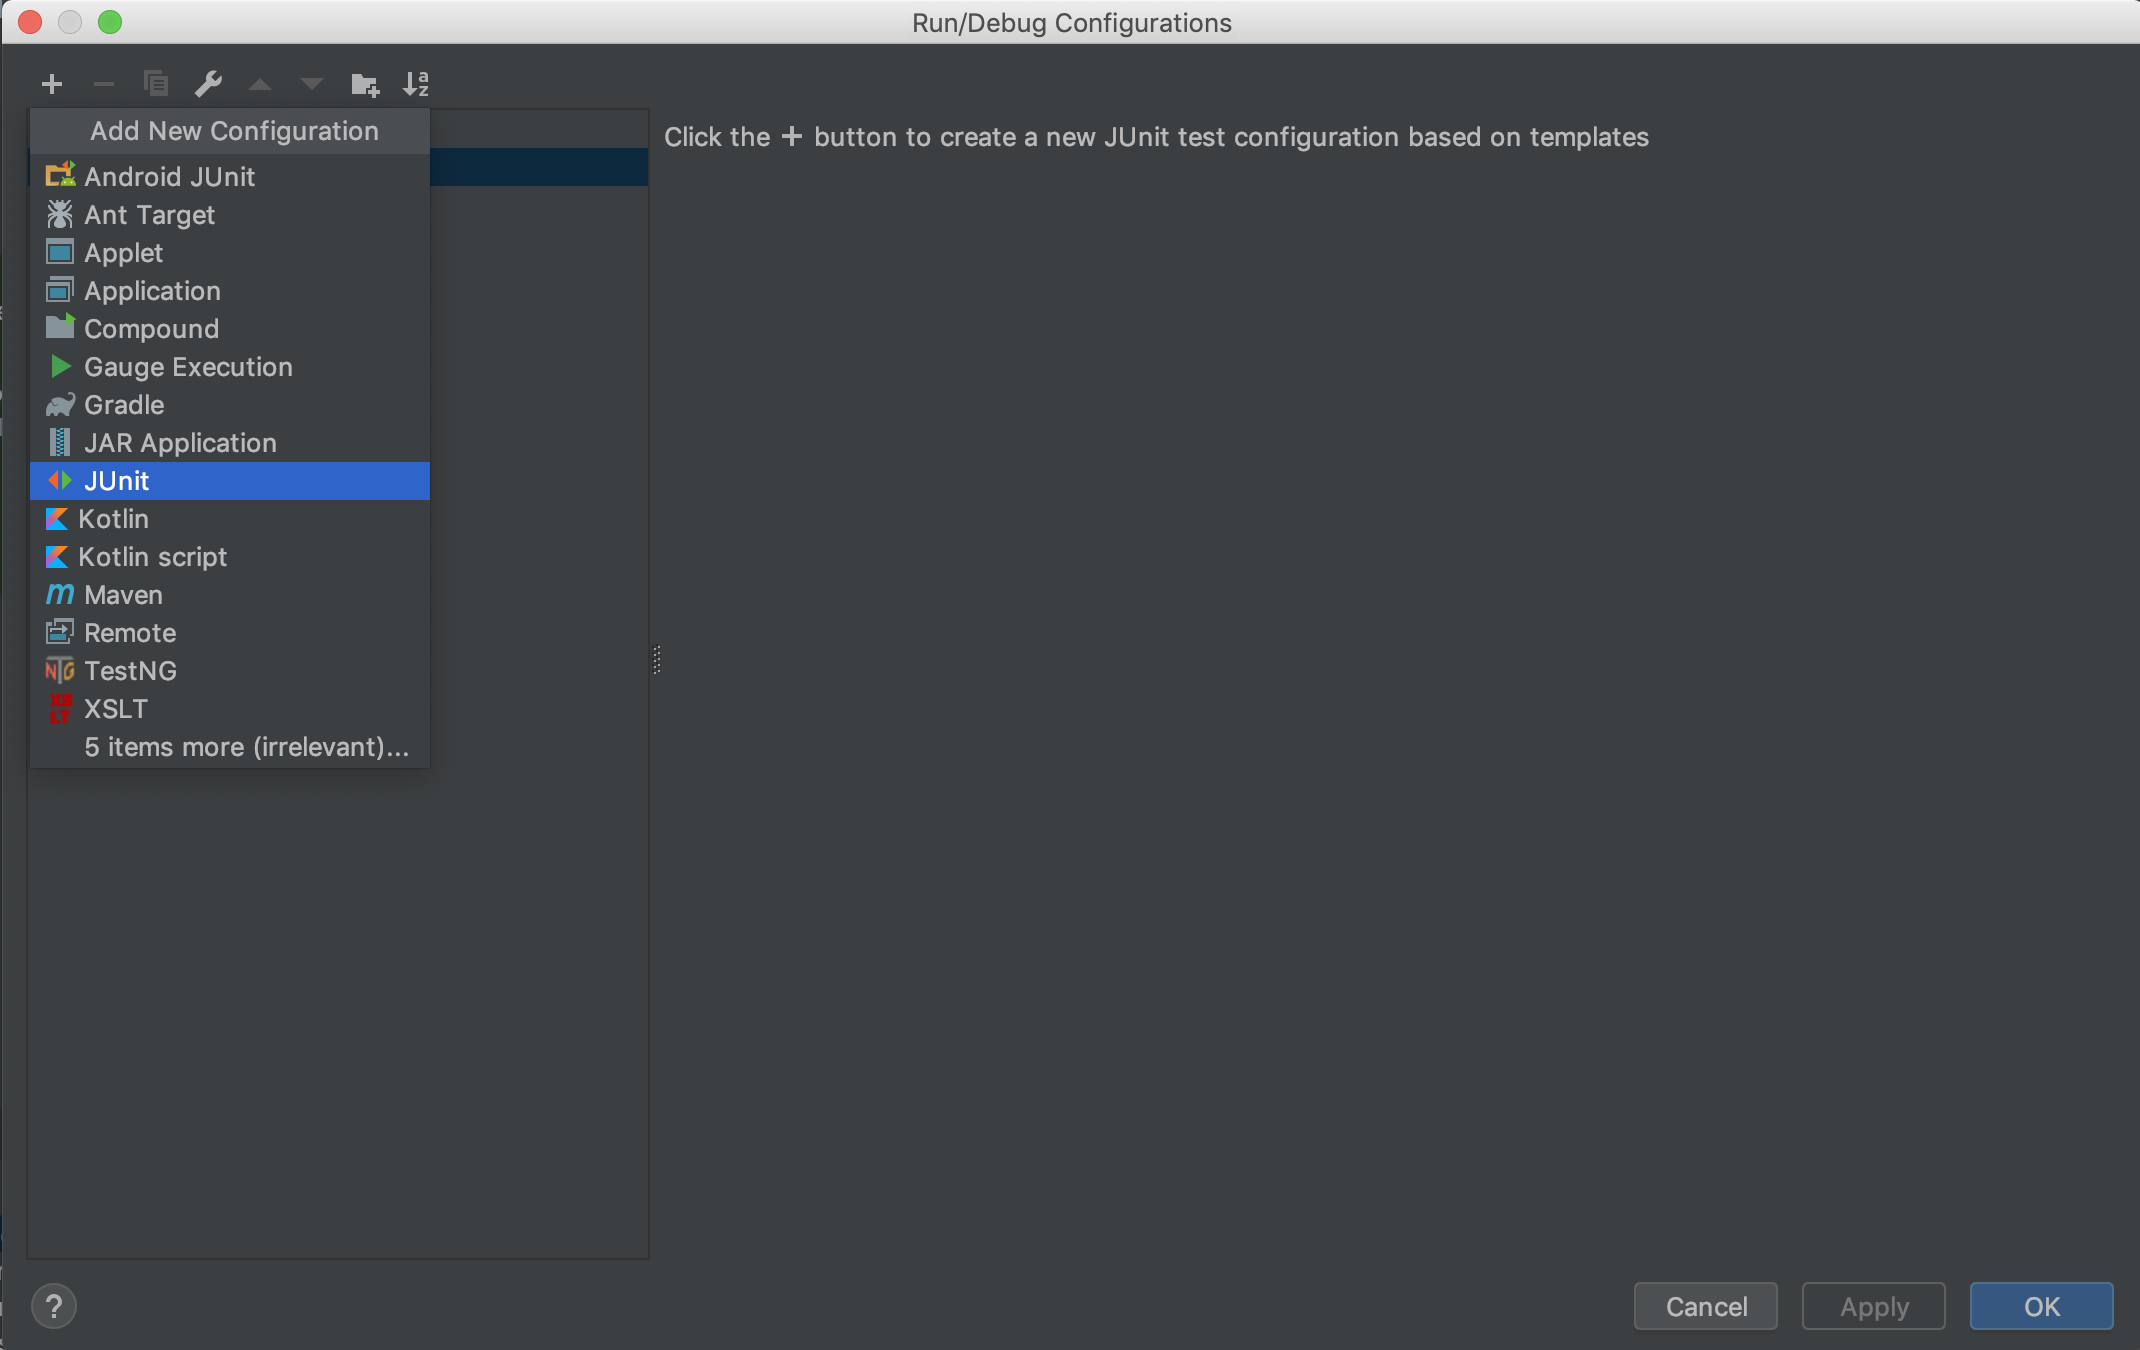 Run/Debug Configurations
Add New Configuration
Click the + button to create a new JUnit test configuration based on templates
Android JUnit
Ant Target
Applet
Application
Compound
Gauge Execution
Gradle
JAR Application
JUnit
Kotlin
Kotlin script
Maven
Remote
TestNG
XSLT
5 items more (irrelevant)...
?
Cancel
Apply
OK